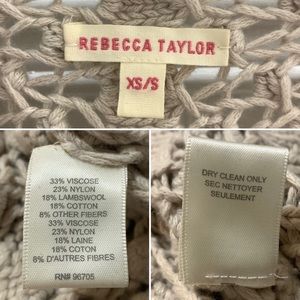 REBECCA TAYLOR
XS/S
33% VISCOSE
23% NYLON
18% LAMBSWOOL
18% COTTON
8% OTHER FIBERS
33% VISCOSE
23% NYLON
18% LAINE
18% COTON
8% D'AUTRES FIBRES
RN# 96705
DRY CLEAN ONLY
SEC NETTOYER
SEULEMENT